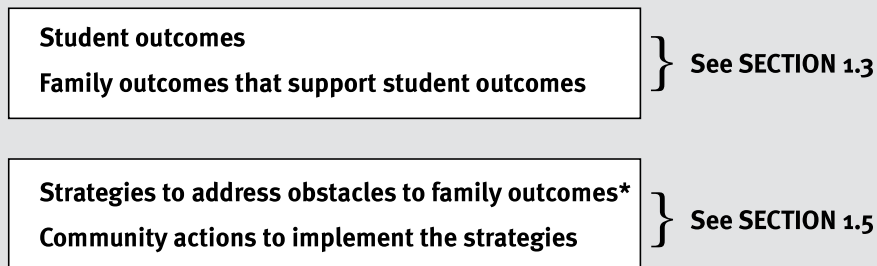 Student outcomes
Family outcomes that support student outcomes
} See SECTION 1.3
Strategies to address obstacles to family outcomes*
Community actions to implement the strategies
} See SECTION 1.5